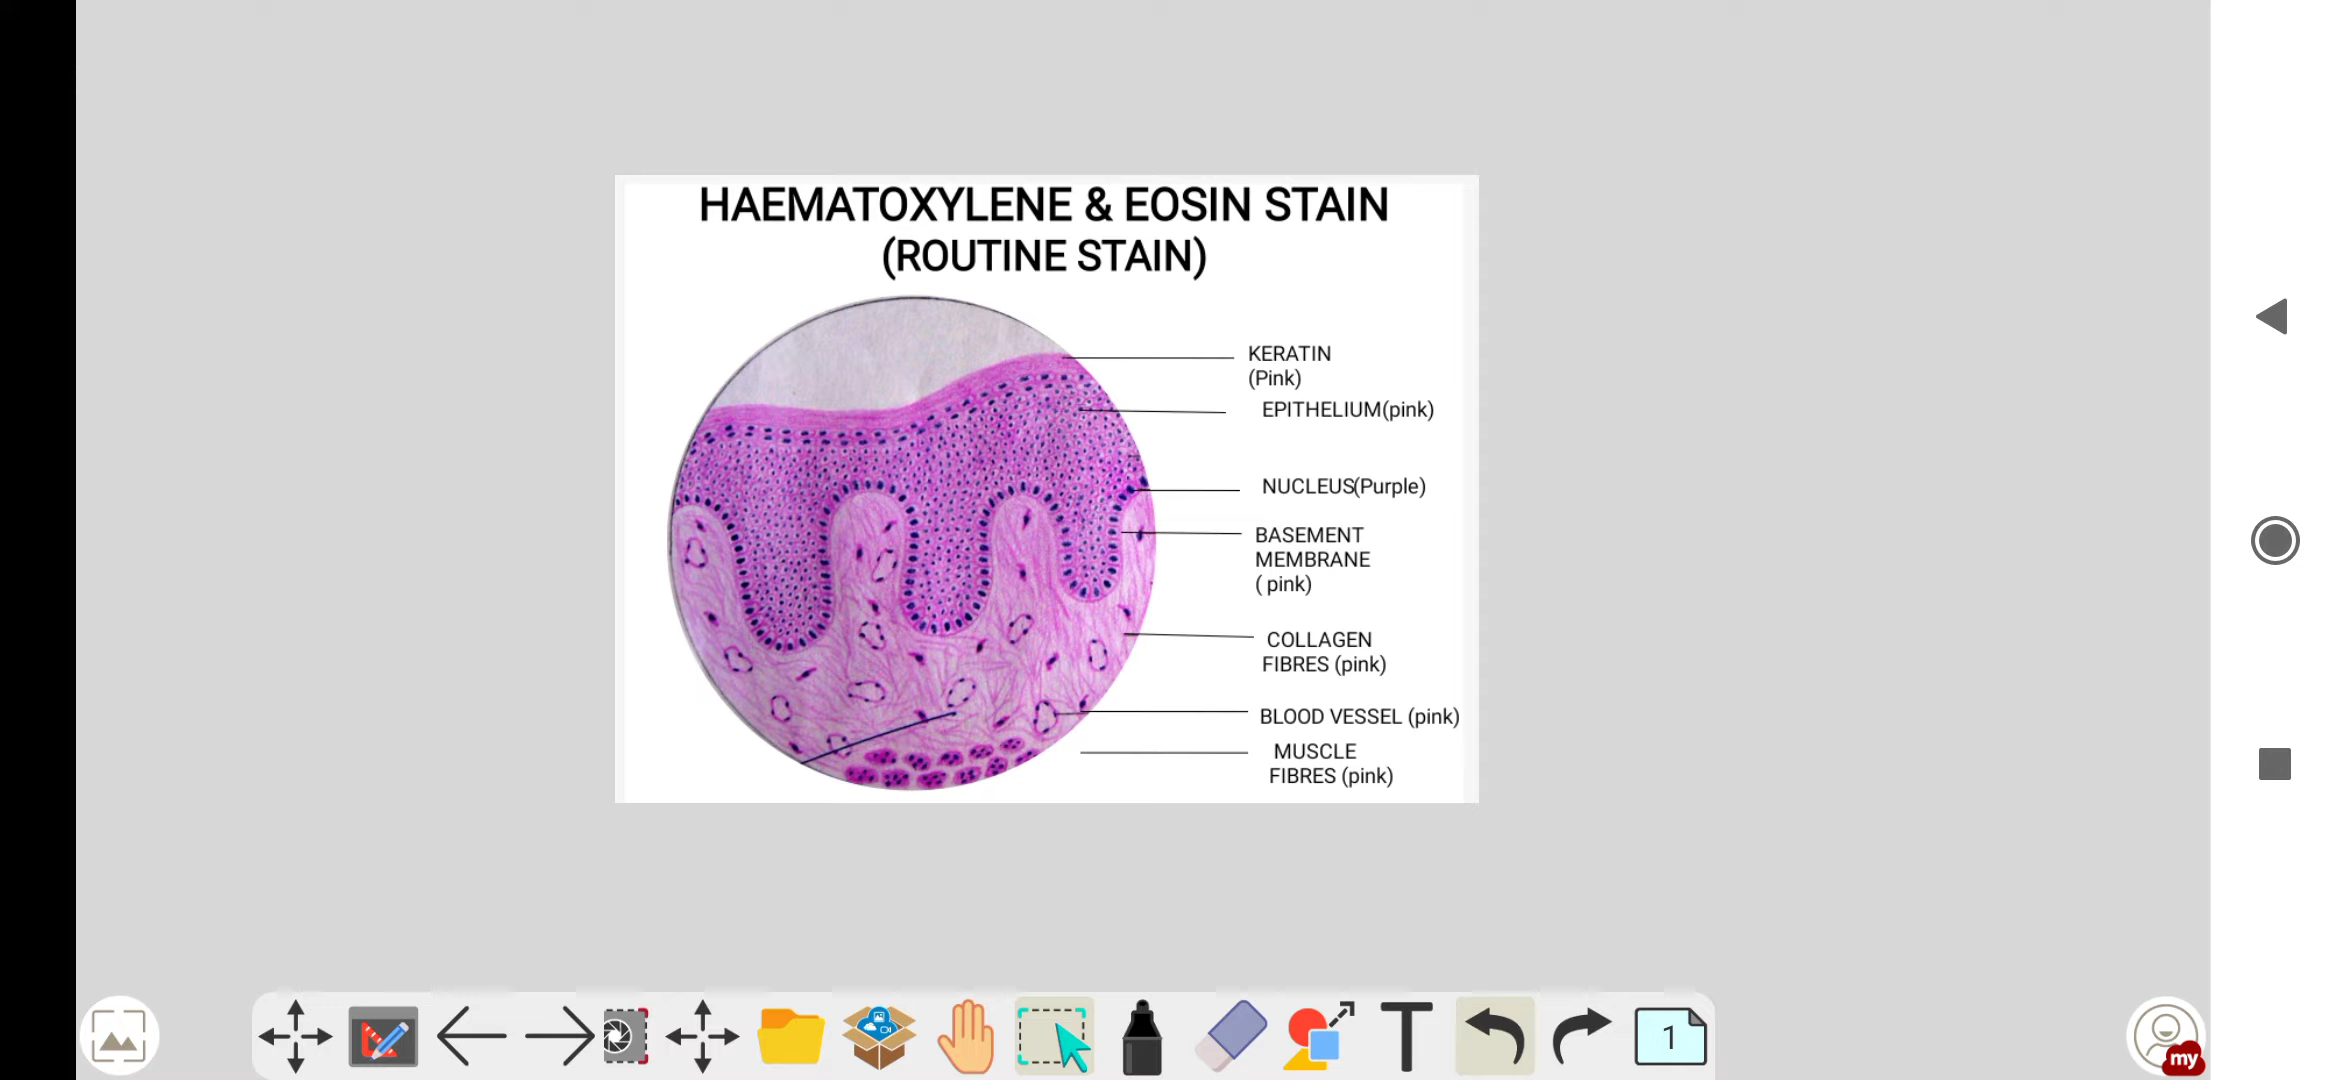 HAEMATOXYLENE & EOSIN STAIN
(ROUTINE STAIN)
KERATIN
(Pink)
EPITHELIUM(pink)
NUCLEUS(Purple)
BASEMENT
MEMBRANE
( pink)
COLLAGEN
FIBRES (pink)
BLOOD VESSEL (pink)
MUSCLE
FIBRES (pink)
1
my